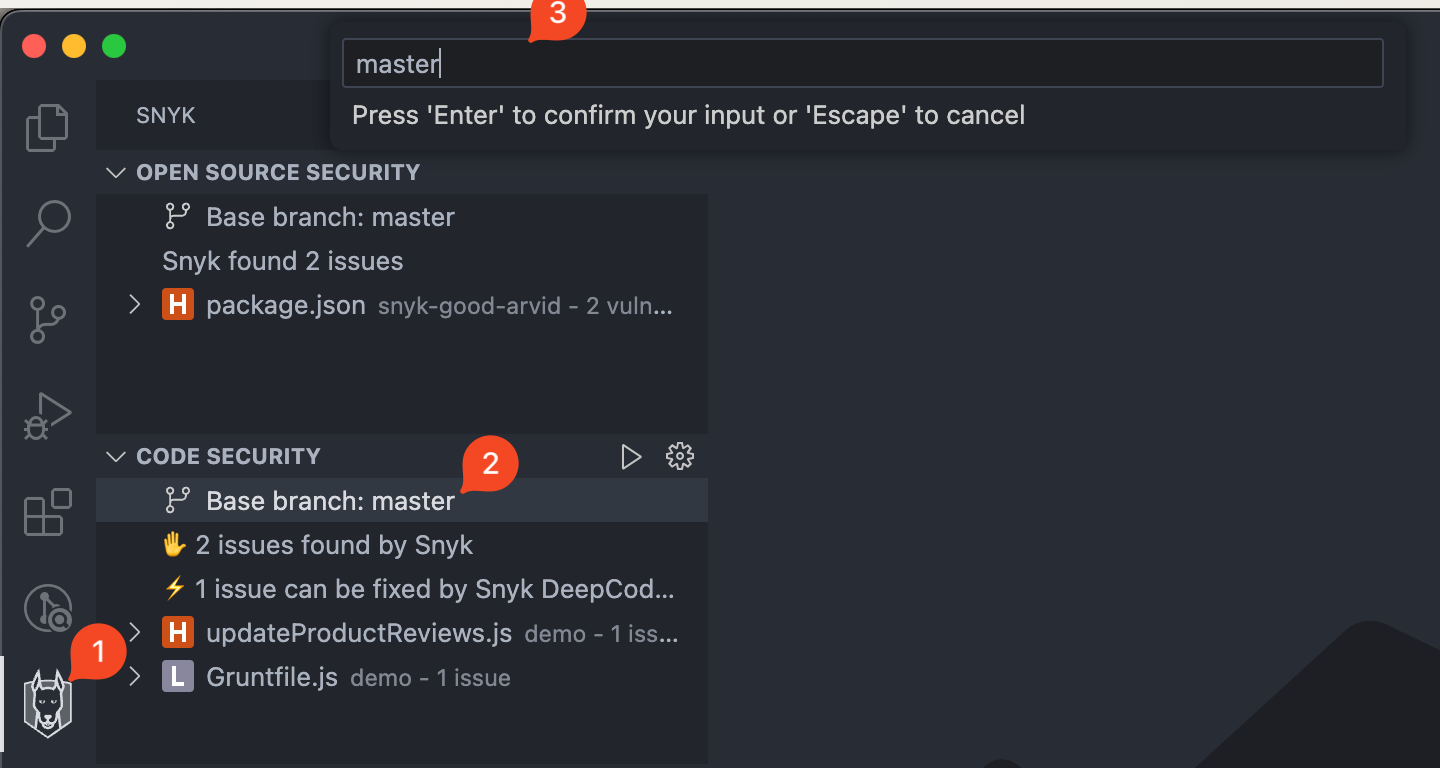 3
master
Press 'Enter' to confirm your input or 'Escape' to cancel
SNYK
OPEN SOURCE SECURITY
Base branch: master
Snyk found 2 issues
H package.json snyk-good-arvid - 2 vuln...
CODE SECURITY
2
Base branch: master
2 issues found by Snyk
1 issue can be fixed by Snyk DeepCod...
1
H updateProductReviews.js demo - 1 iss...
L Gruntfile.js demo - 1 issue